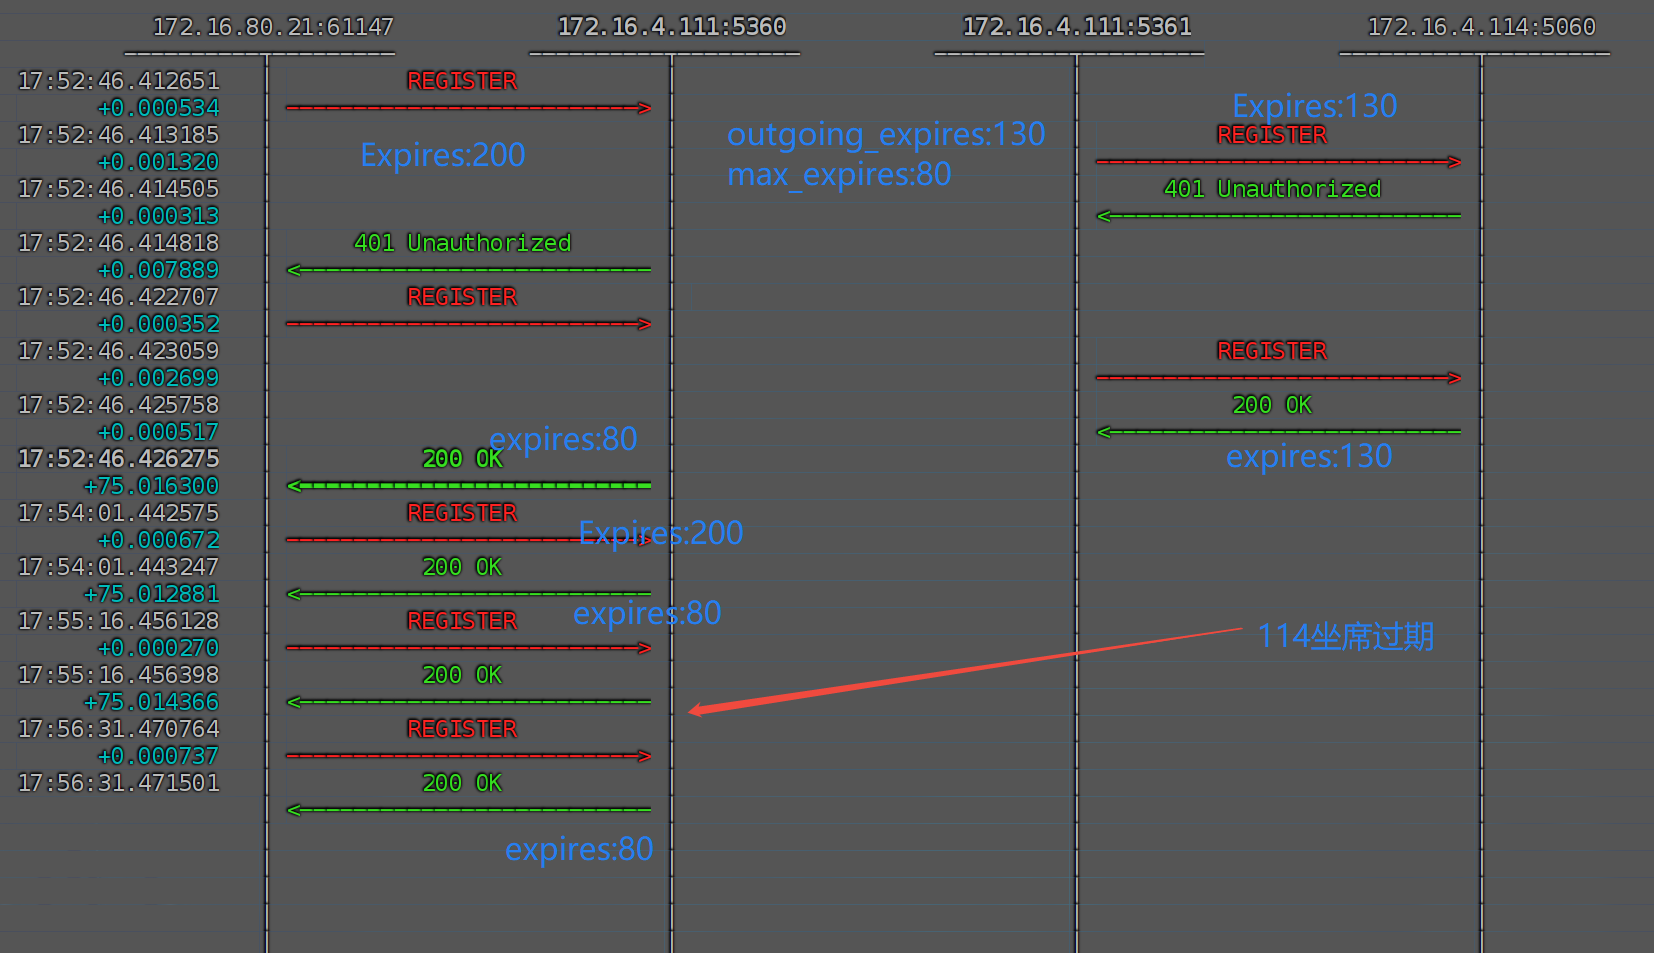 172.16.80.21:61147 172.16.4.111:5360 172.16.4.111:5361 172.16.4.114:5060
17:52:46.412651 REGISTER
+0.000534 Expires:130
17:52:46.413185 outgoing_expires:130 REGISTER
+0.001320 Expires:200
max_expires:80
17:52:46.414505 401 Unauthorized
+0.000313
17:52:46.414818 401 Unauthorized
+0.007889
17:52:46.422707 REGISTER
+0.000352
17:52:46.423059 REGISTER
+0.002699
17:52:46.425758 200 OK
+0.000517 expires:80
17:52:46.426275 200 OK expires:130
+75.016300
17:54:01.442575 REGISTER
+0.000672 Expires:200
17:54:01.443247 200 OK
+75.012881
17:55:16.456128 REGISTER expires:80
+0.000270 114坐席过期
17:55:16.456398 200 OK
+75.014366
17:56:31.470764 REGISTER
+0.000737
17:56:31.471501 200 OK
expires:80